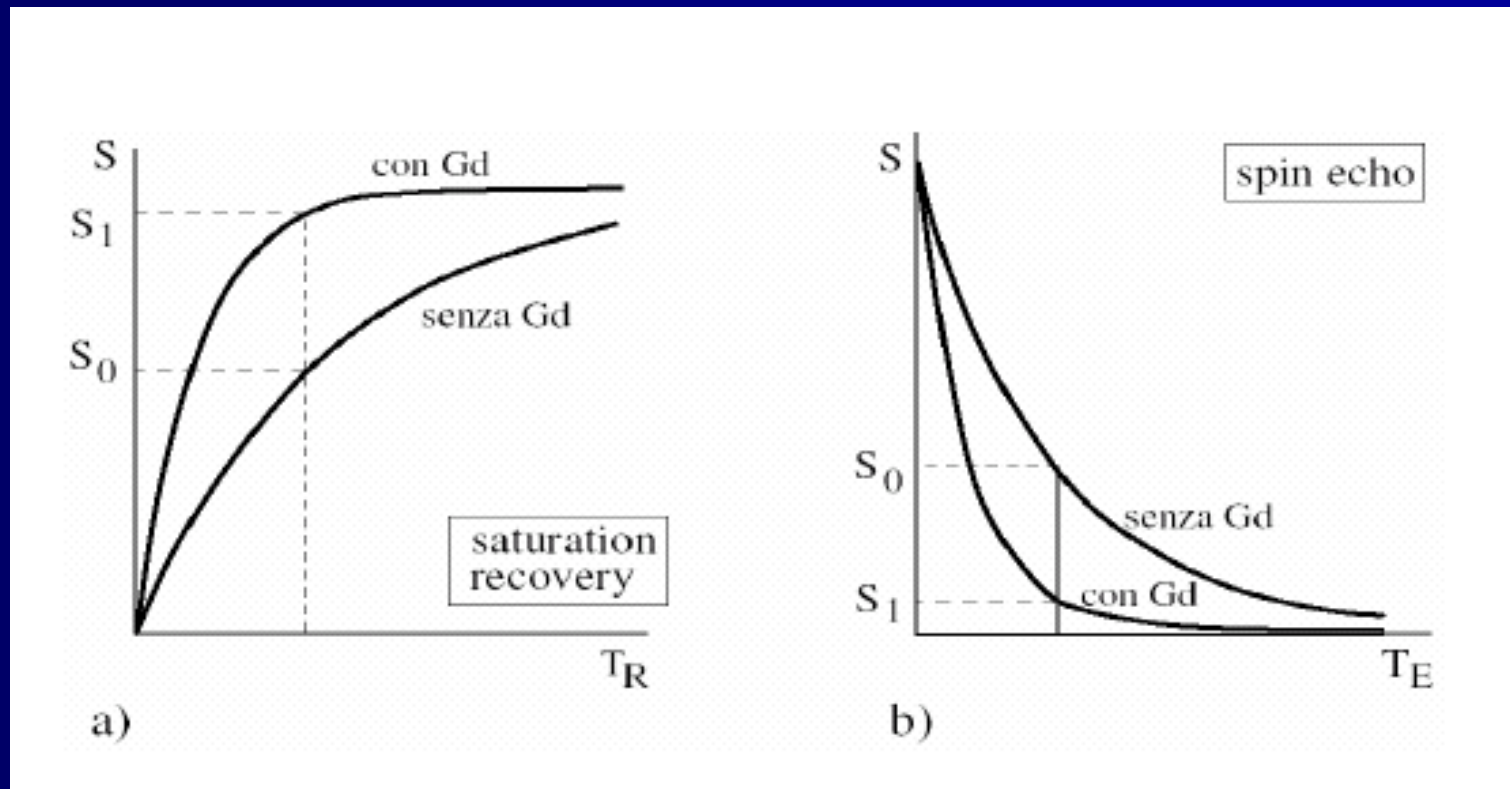 S
con Gd
S1
senza Gd
S0
saturation
recovery
TR
a)
S
spin echo
S0
senza Gd
S1
con Gd
TE
b)